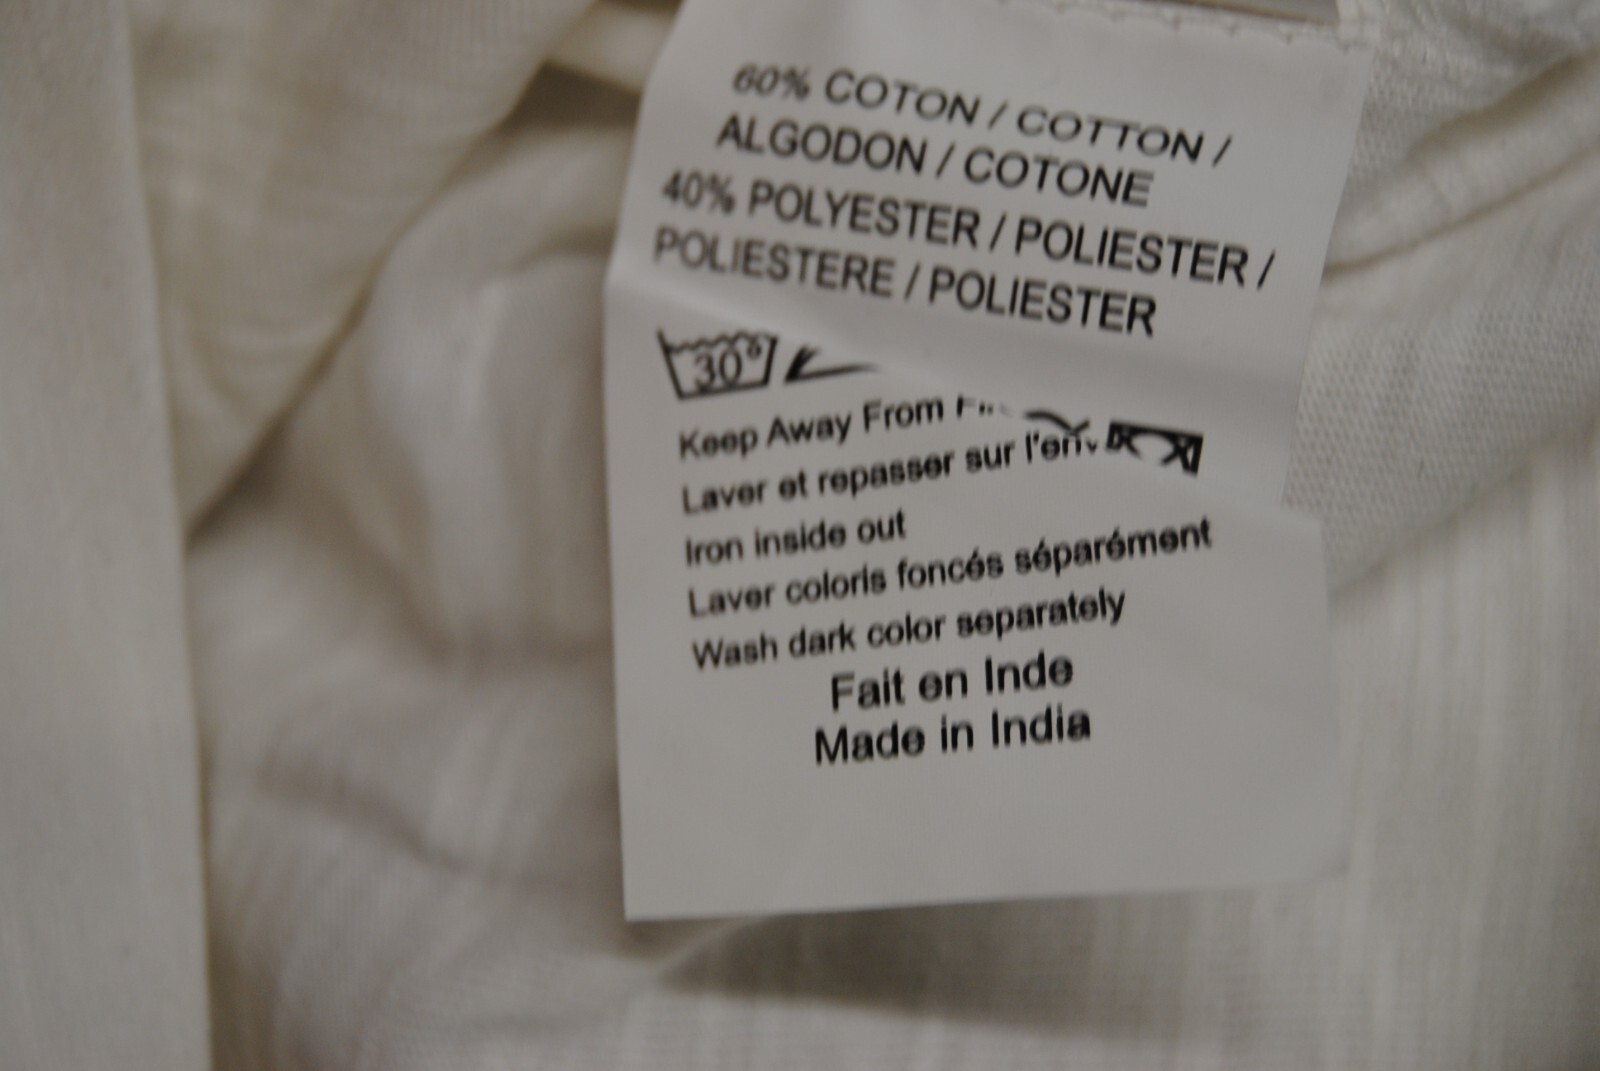 60% COTON / COTTON /
ALGODON / COTONE
40% POLYESTER / POLIESTER /
POLIESTERE / POLIESTER
30°
Keep Away From
Laver et repasser sur
Iron inside out
Laver coloris foncés séparément
Wash dark color separately
Fait en Inde
Made in India